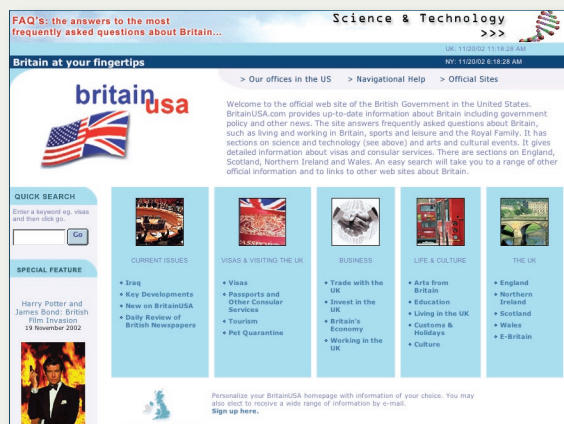 FAQ's: the answers to the most
frequently asked questions about Britain...
Science & Technology
>>>
UK: 11/20/02 11:18:28 AM
Britain at your fingertips
NY: 11/20/02 6:18:28 AM
> Our offices in the US > Navigational Help > Official Sites
britain
usa
Welcome to the official web site of the British Government in the United States.
BritainUSA.com provides up-to-date information about Britain including government
policy and other news. The site answers frequently asked questions about Britain,
such as living and working in Britain, sports and leisure and the Royal Family. It has
sections on science and technology (see above) and arts and cultural events. It gives
detailed information about visas and consular services. There are sections on England,
Scotland, Northern Ireland and Wales. An easy search will take you to a range of other
official information and to links to other web sites about Britain.
QUICK SEARCH
Enter a keyword eg. visas
and then click go.
Go
SPECIAL FEATURE
Harry Potter and
James Bond: British
Film Invasion
19 November 2002
CURRENT ISSUES
Iraq
Key Developments
New on BritainUSA
Daily Review of
British Newspapers
VISAS & VISITING THE UK
Visas
Passports and
Other Consular
Services
Tourism
Pet Quarantine
BUSINESS
Trade with the
UK
Invest in the
UK
Britain's
Economy
Working in the
UK
LIFE & CULTURE
Arts from
Britain
Education
Living in the UK
Customs &
Holidays
Culture
THE UK
England
Northern
Ireland
Scotland
Wales
E-Britain
Personalize your BritainUSA homepage with information of your choice. You may
also elect to receive a wide range of information by e-mail.
Sign up here.